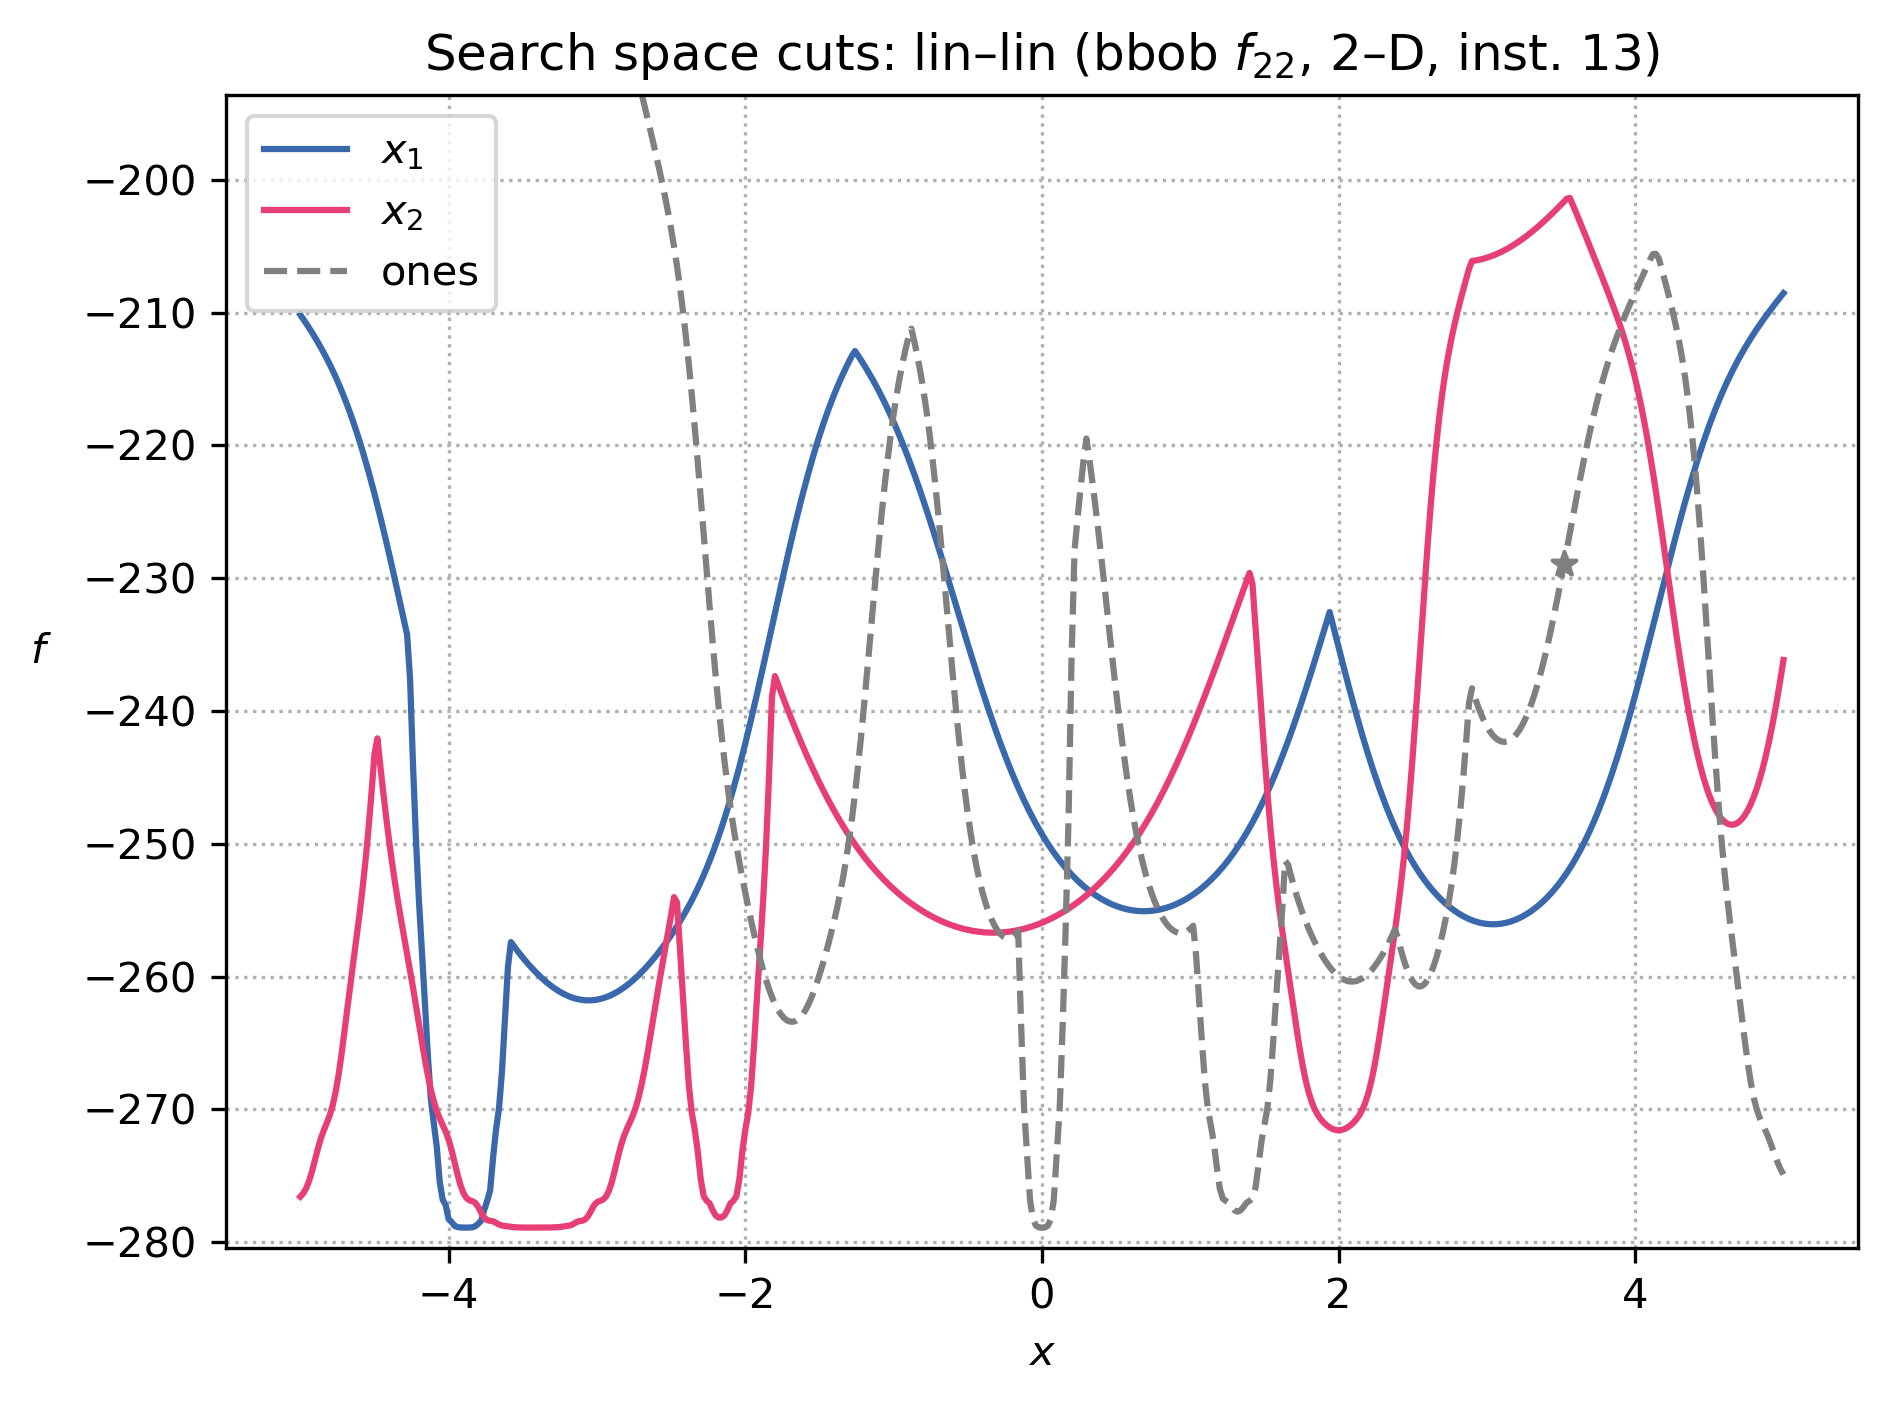 Search space cuts: lin–lin (bbob f₂₂, 2–D, inst. 13)
x₁
x₂
ones
−200
−210
−220
−230
f
−240
−250
−260
−270
−280
−4
−2
0
2
4
x